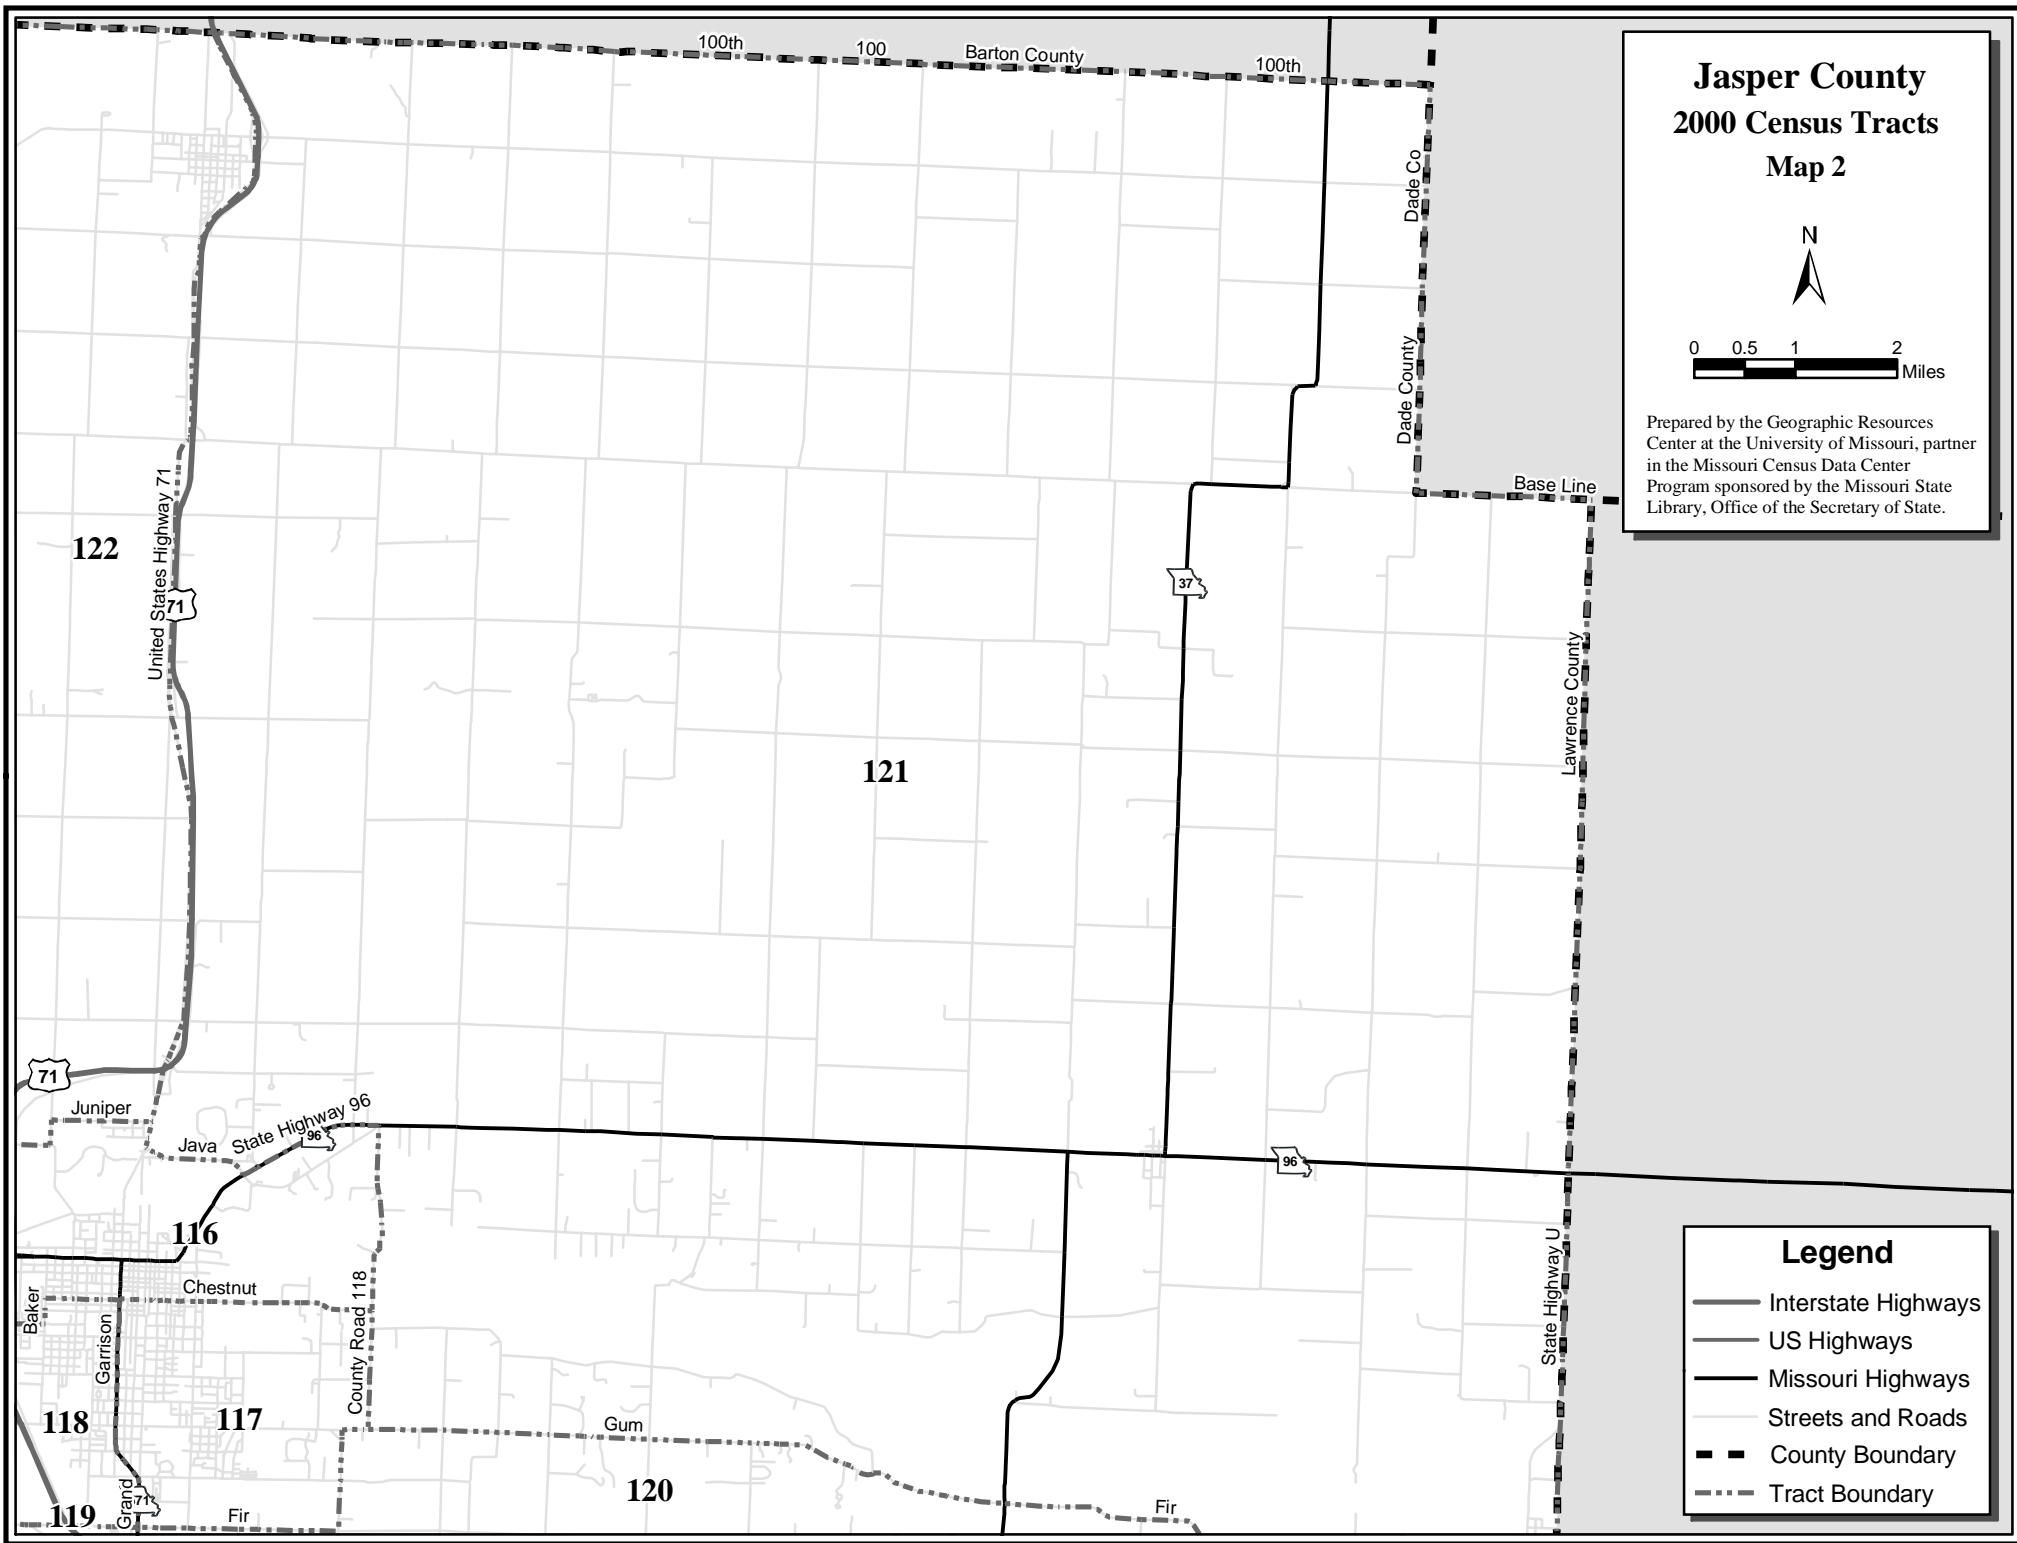 100th
100
Barton County
100th
Jasper County
2000 Census Tracts
Map 2
N
0 0.5 1 2
Miles
Prepared by the Geographic Resources
Center at the University of Missouri, partner
in the Missouri Census Data Center
Program sponsored by the Missouri State
Library, Office of the Secretary of State.
Dade Co
Dade County
Base Line
United States Highway 71
122
71
37
Lawrence County
121
71
Juniper
Java
State Highway 96
96
96
116
Chestnut
Baker
Garrison
County Road 118
State Highway U
118
117
Gum
120
119
Grand
71
Fir
Fir
Legend
Interstate Highways
US Highways
Missouri Highways
Streets and Roads
County Boundary
Tract Boundary